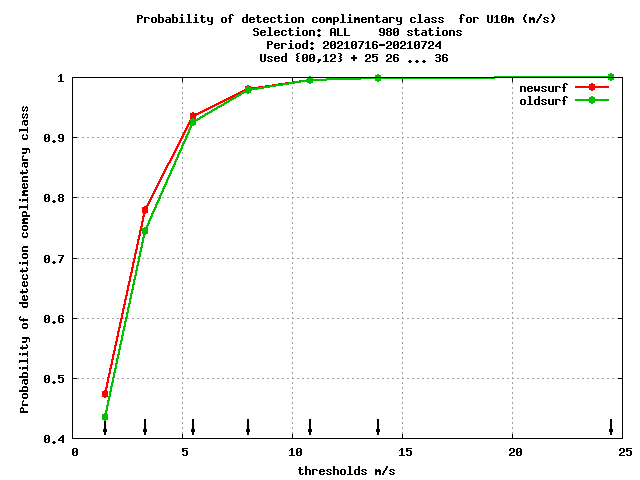 Probability of detection complimentary class  for U10m (m/s)
Selection: ALL    980 stations
Period: 20210716-20210724
Used {00,12} + 25 26 ... 36
newsurf
oldsurf
Probability of detection complimentary class
1
0.9
0.8
0.7
0.6
0.5
0.4
0 5 10 15 20 25
thresholds m/s